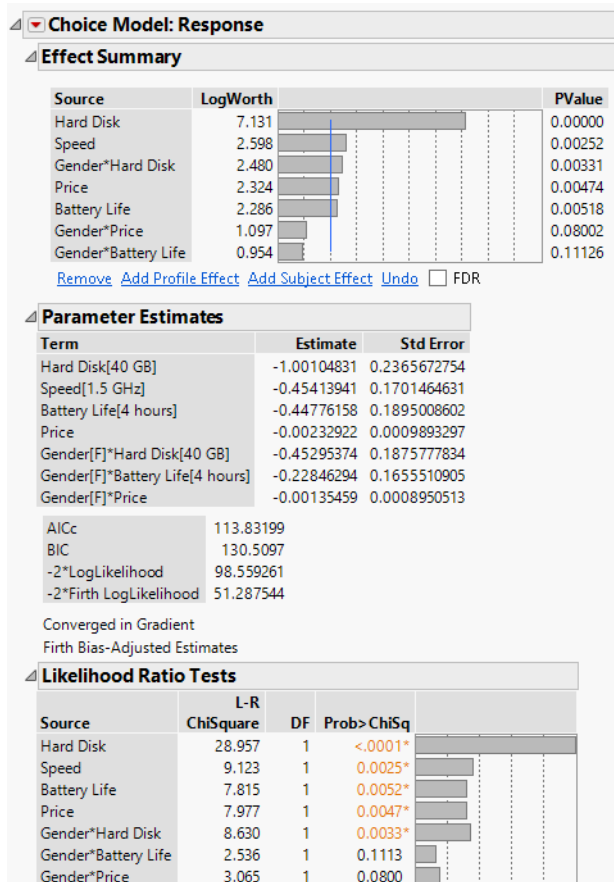 Choice Model: Response
Effect Summary
Source LogWorth PValue
Hard Disk 7.131 0.00000
Speed 2.598 0.00252
Gender*Hard Disk 2.480 0.00331
Price 2.324 0.00474
Battery Life 2.286 0.00518
Gender*Price 1.097 0.08002
Gender*Battery Life 0.954 0.11126
Remove Add Profile Effect Add Subject Effect Undo FDR
Parameter Estimates
Term Estimate Std Error
Hard Disk[40 GB] -1.00104831 0.2365672754
Speed[1.5 GHz] -0.45413941 0.1701464631
Battery Life[4 hours] -0.44776158 0.1895008602
Price -0.00232922 0.0009893297
Gender[F]*Hard Disk[40 GB] -0.45295374 0.1875777834
Gender[F]*Battery Life[4 hours] -0.22846294 0.1655510905
Gender[F]*Price -0.00135459 0.0008950513
AICc 113.83199
BIC 130.5097
-2*LogLikelihood 98.559261
-2*Firth LogLikelihood 51.287544
Converged in Gradient
Firth Bias-Adjusted Estimates
Likelihood Ratio Tests
L-R
Source ChiSquare DF Prob>ChiSq
Hard Disk 28.957 1 <.0001*
Speed 9.123 1 0.0025*
Battery Life 7.815 1 0.0052*
Price 7.977 1 0.0047*
Gender*Hard Disk 8.630 1 0.0033*
Gender*Battery Life 2.536 1 0.1113
Gender*Price 3.065 1 0.0800